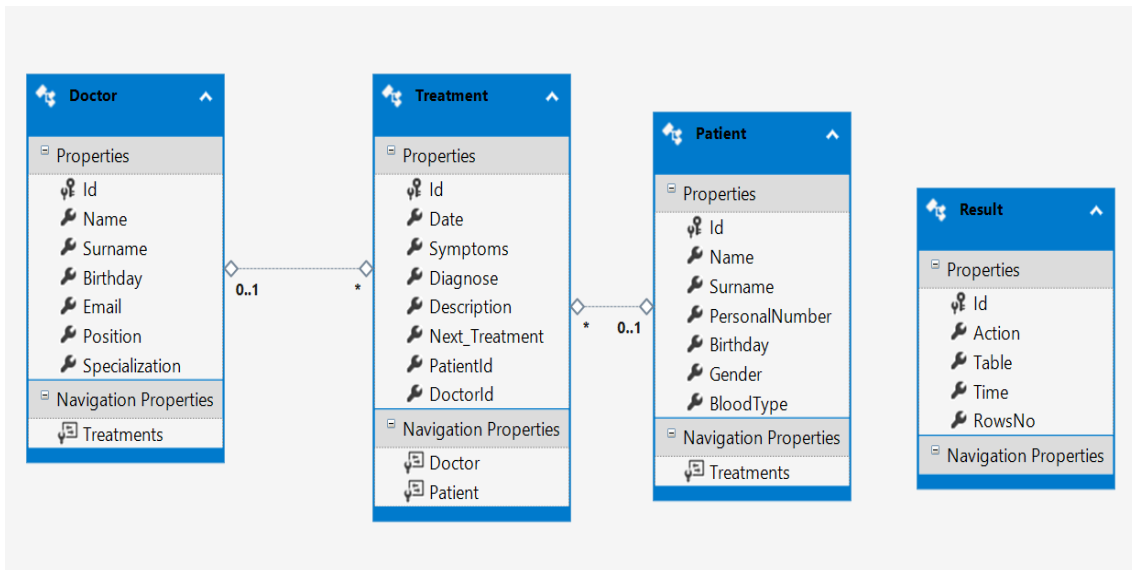 Doctor
Properties
Id
Name
Surname
Birthday
Email
Position
Specialization
Navigation Properties
Treatments
0..1
*
Treatment
Properties
Id
Date
Symptoms
Diagnose
Description
Next_Treatment
PatientId
DoctorId
Navigation Properties
Doctor
Patient
*
0..1
Patient
Properties
Id
Name
Surname
PersonalNumber
Birthday
Gender
BloodType
Navigation Properties
Treatments
Result
Properties
Id
Action
Table
Time
RowsNo
Navigation Properties